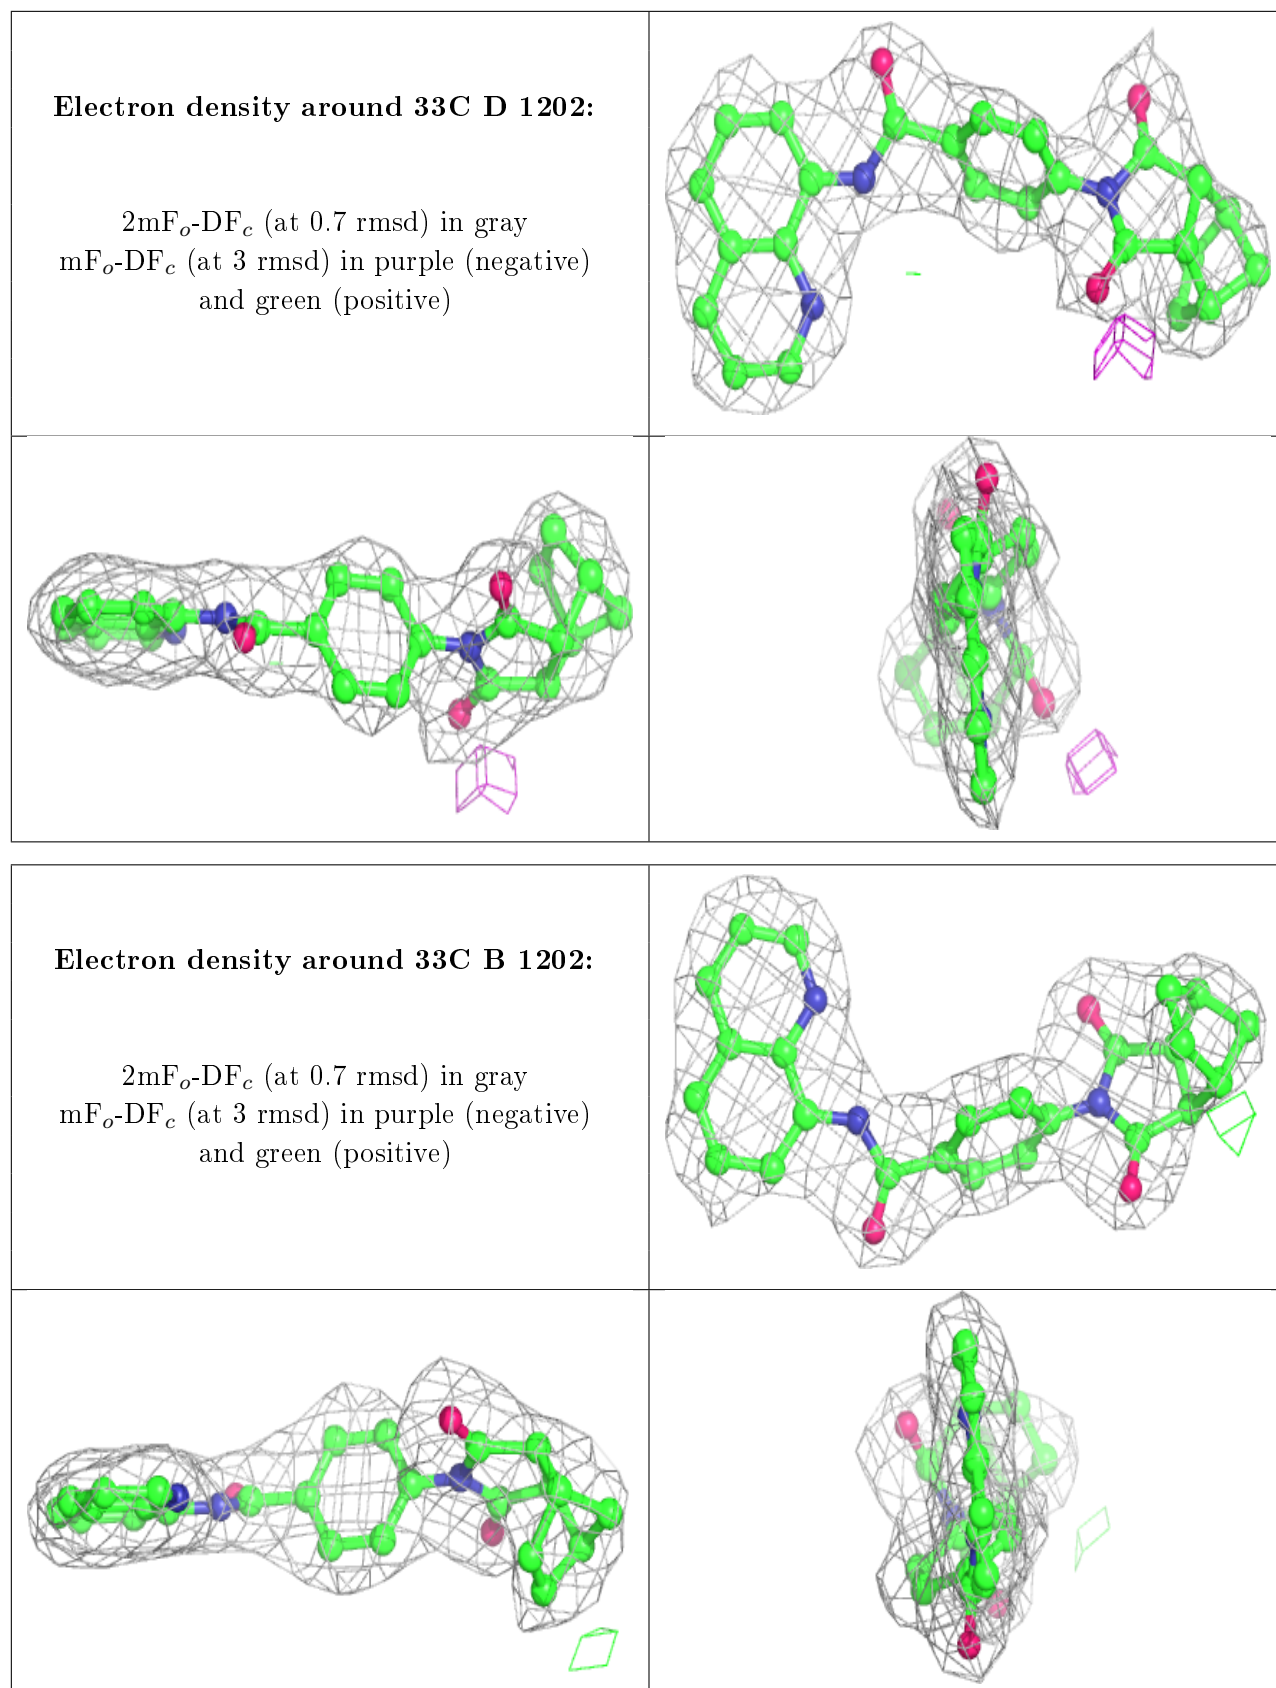 Electron density around 33C D 1202:
2mFo-DFc (at 0.7 rmsd) in gray
mFo-DFc (at 3 rmsd) in purple (negative)
and green (positive)
Electron density around 33C B 1202:
2mFo-DFc (at 0.7 rmsd) in gray
mFo-DFc (at 3 rmsd) in purple (negative)
and green (positive)